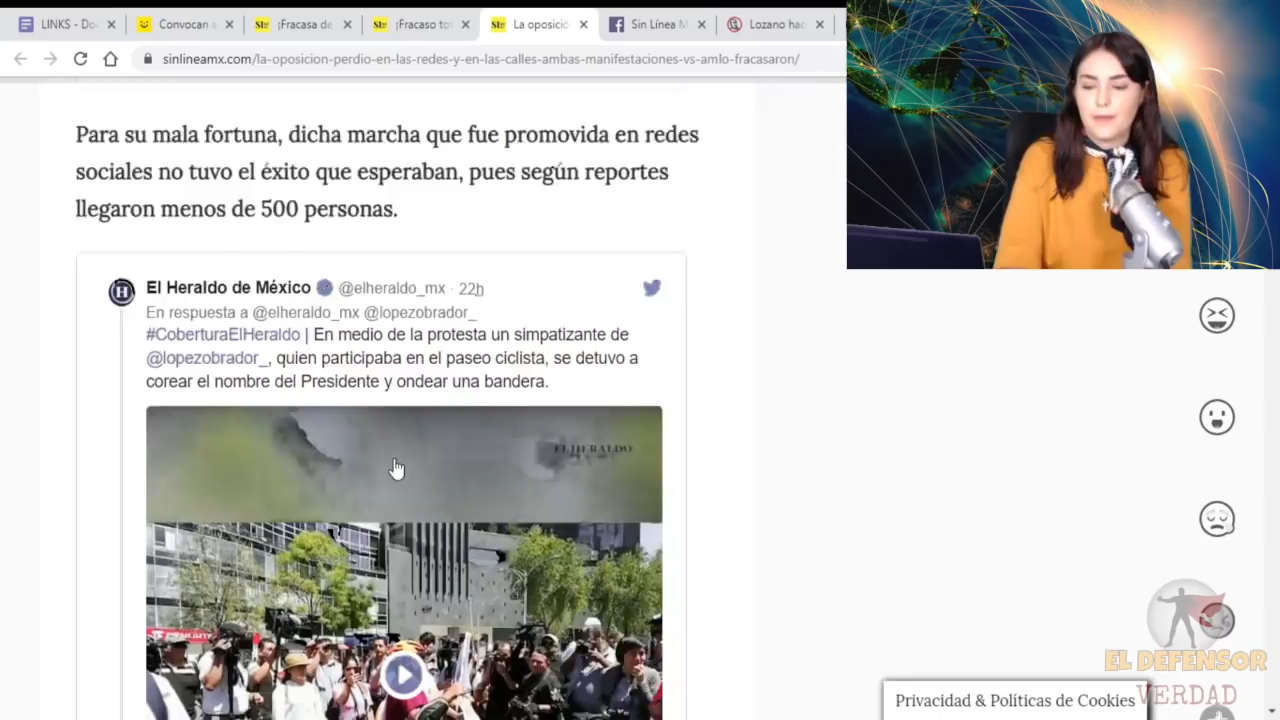 LINKS - Do
Convocan a
¡Fracasa de
¡Fracaso to
La oposició
Sin Línea M
Lozano hac
sinlineamx.com/la-oposicion-perdio-en-las-redes-y-en-las-calles-ambas-manifestaciones-vs-amlo-fracasaron/
Para su mala fortuna, dicha marcha que fue promovida en redes
sociales no tuvo el éxito que esperaban, pues según reportes
llegaron menos de 500 personas.
El Heraldo de México @elheraldo_mx · 22h
En respuesta a @elheraldo_mx @lopezobrador_
#CoberturaElHeraldo | En medio de la protesta un simpatizante de
@lopezobrador_, quien participaba en el paseo ciclista, se detuvo a
corear el nombre del Presidente y ondear una bandera.
EL HERALDO
EL DEFENSOR
VERDAD
Privacidad & Políticas de Cookies